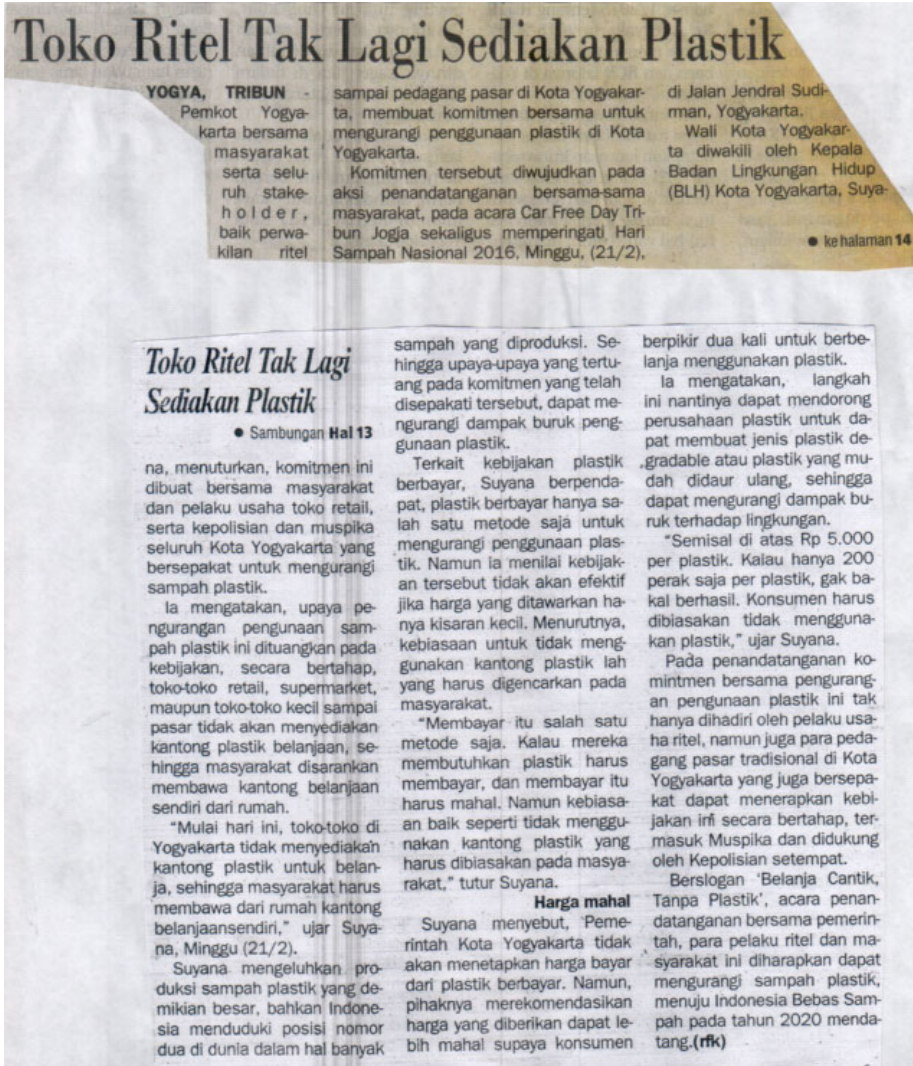 Toko Ritel Tak Lagi Sediakan Plastik
YOGYA, TRIBUN -
Pemkot Yogya-
karta bersama
masyarakat
serta selu-
ruh stake-
holder,
baik perwa-
kilan ritel
sampai pedagang pasar di Kota Yogyakar-
ta, membuat komitmen bersama untuk
mengurangi penggunaan plastik di Kota
Yogyakarta.
Komitmen tersebut diwujudkan pada
aksi penandatanganan bersama-sama
masyarakat, pada acara Car Free Day Tri-
bun Jogja sekaligus memperingati Hari
Sampah Nasional 2016, Minggu, (21/2),
di Jalan Jendral Sudi-
rman, Yogyakarta.
Wali Kota Yogyakar-
ta diwakili oleh Kepala
Badan Lingkungan Hidup
(BLH) Kota Yogyakarta, Suya-
● ke halaman 14
Toko Ritel Tak Lagi
Sediakan Plastik
● Sambungan Hal 13
na, menuturkan, komitmen ini
dibuat bersama masyarakat
dan pelaku usaha toko retail,
serta kepolisian dan muspika
seluruh Kota Yogyakarta yang
bersepakat untuk mengurangi
sampah plastik.
Ia mengatakan, upaya pe-
ngurangan pengunaan sam-
pah plastik ini dituangkan pada
kebijakan, secara bertahap,
toko-toko retail, supermarket,
maupun toko-toko kecil sampai
pasar tidak akan menyediakan
kantong plastik belanjaan, se-
hingga masyarakat disarankan
membawa kantong belanjaan
sendiri dari rumah.
"Mulai hari ini, toko-toko di
Yogyakarta tidak menyediakan
kantong plastik untuk belan-
ja, sehingga masyarakat harus
membawa dari rumah kantong
belanjaansendiri," ujar Suya-
na, Minggu (21/2).
Suyana mengeluhkan pro-
duksi sampah plastik yang de-
mikian besar, bahkan Indone-
sia menduduki posisi nomor
dua di dunia dalam hal banyak
sampah yang diproduksi. Se-
hingga upaya-upaya yang tertu-
ang pada komitmen yang telah
disepakati tersebut, dapat me-
ngurangi dampak buruk peng-
gunaan plastik.
Terkait kebijakan plastik
berbayar, Suyana berpenda-
pat, plastik berbayar hanya sa-
lah satu metode saja untuk
mengurangi penggunaan plas-
tik. Namun ia menilai kebijak-
an tersebut tidak akan efektif
jika harga yang ditawarkan ha-
nya kisaran kecil. Menurutnya,
kebiasaan untuk tidak meng-
gunakan kantong plastik lah
yang harus digencarkan pada
masyarakat.
"Membayar itu salah satu
metode saja. Kalau mereka
membutuhkan plastik harus
membayar, dan membayar itu
harus mahal. Namun kebiasa-
an baik seperti tidak menggu-
nakan kantong plastik yang
harus dibiasakan pada masya-
rakat," tutur Suyana.
Harga mahal
Suyana menyebut, Peme-
rintah Kota Yogyakarta tidak
akan menetapkan harga bayar
dari plastik berbayar. Namun,
pihaknya merekomendasikan
harga yang diberikan dapat le-
bih mahal supaya konsumen
berpikir dua kali untuk berbe-
lanja menggunakan plastik.
Ia mengatakan, langkah
ini nantinya dapat mendorong
perusahaan plastik untuk da-
pat membuat jenis plastik de-
gradable atau plastik yang mu-
dah didaur ulang, sehingga
dapat mengurangi dampak bu-
ruk terhadap lingkungan.
"Semisal di atas Rp 5.000
per plastik. Kalau hanya 200
perak saja per plastik, gak ba-
kal berhasil. Konsumen harus
dibiasakan tidak mengguna-
kan plastik," ujar Suyana.
Pada penandatanganan ko-
mintmen bersama pengurang-
an pengunaan plastik ini tak
hanya dihadiri oleh pelaku usa-
ha ritel, namun juga para peda-
gang pasar tradisional di Kota
Yogyakarta yang juga bersepa-
kat dapat menerapkan kebi-
jakan ini secara bertahap, ter-
masuk Muspika dan didukung
oleh Kepolisian setempat.
Berslogan 'Belanja Cantik,
Tanpa Plastik', acara penan-
datanganan bersama pemerin-
tah, para pelaku ritel dan ma-
syarakat ini diharapkan dapat
mengurangi sampah plastik,
menuju Indonesia Bebas Sam-
pah pada tahun 2020 menda-
tang.(rfk)